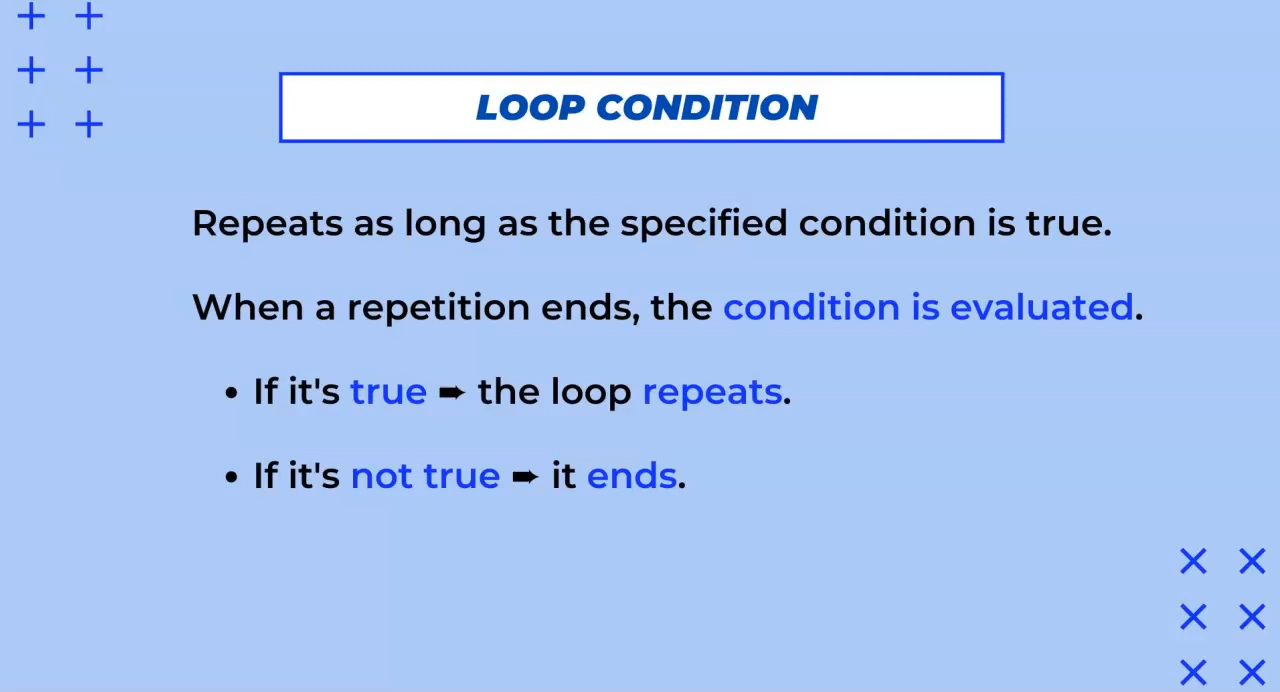 LOOP CONDITION
Repeats as long as the specified condition is true.
When a repetition ends, the condition is evaluated.
• If it's true ➨ the loop repeats.
• If it's not true ➨ it ends.